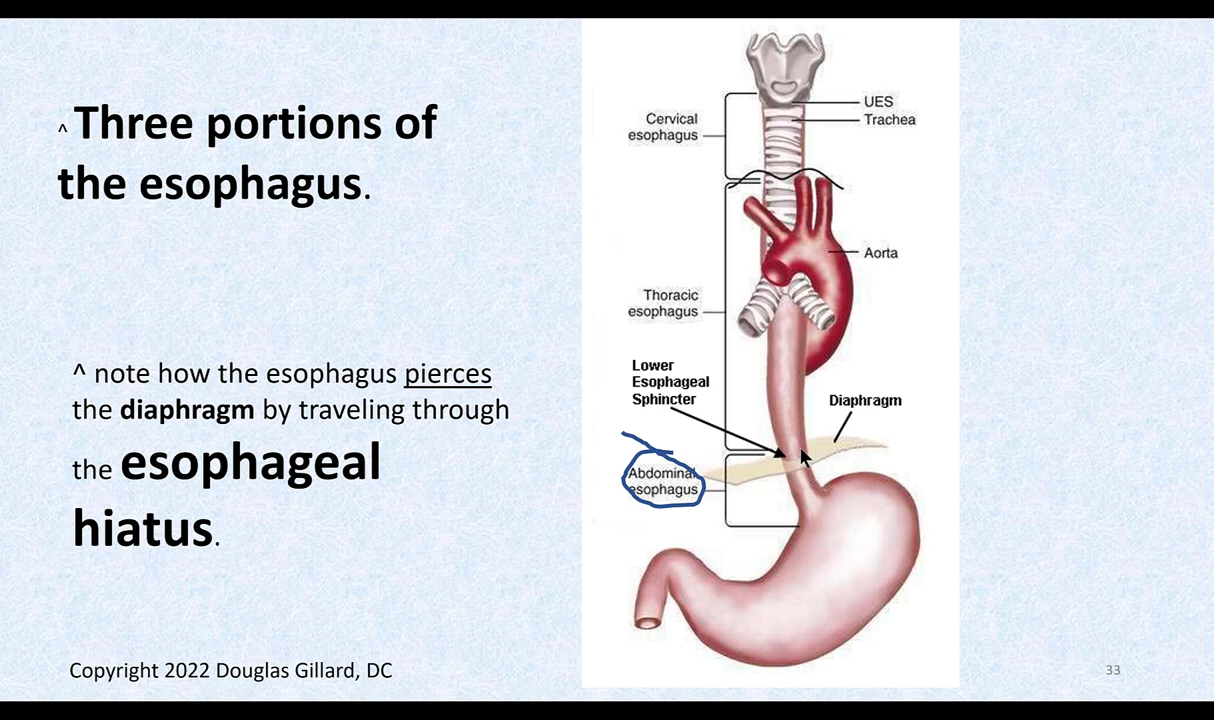 ^ Three portions of
the esophagus.
^ note how the esophagus pierces
the diaphragm by traveling through
the esophageal
hiatus.
Copyright 2022 Douglas Gillard, DC
UES
Trachea
Cervical
esophagus
Aorta
Thoracic
esophagus
Lower
Esophageal
Sphincter
Diaphragm
Abdominal
esophagus
33